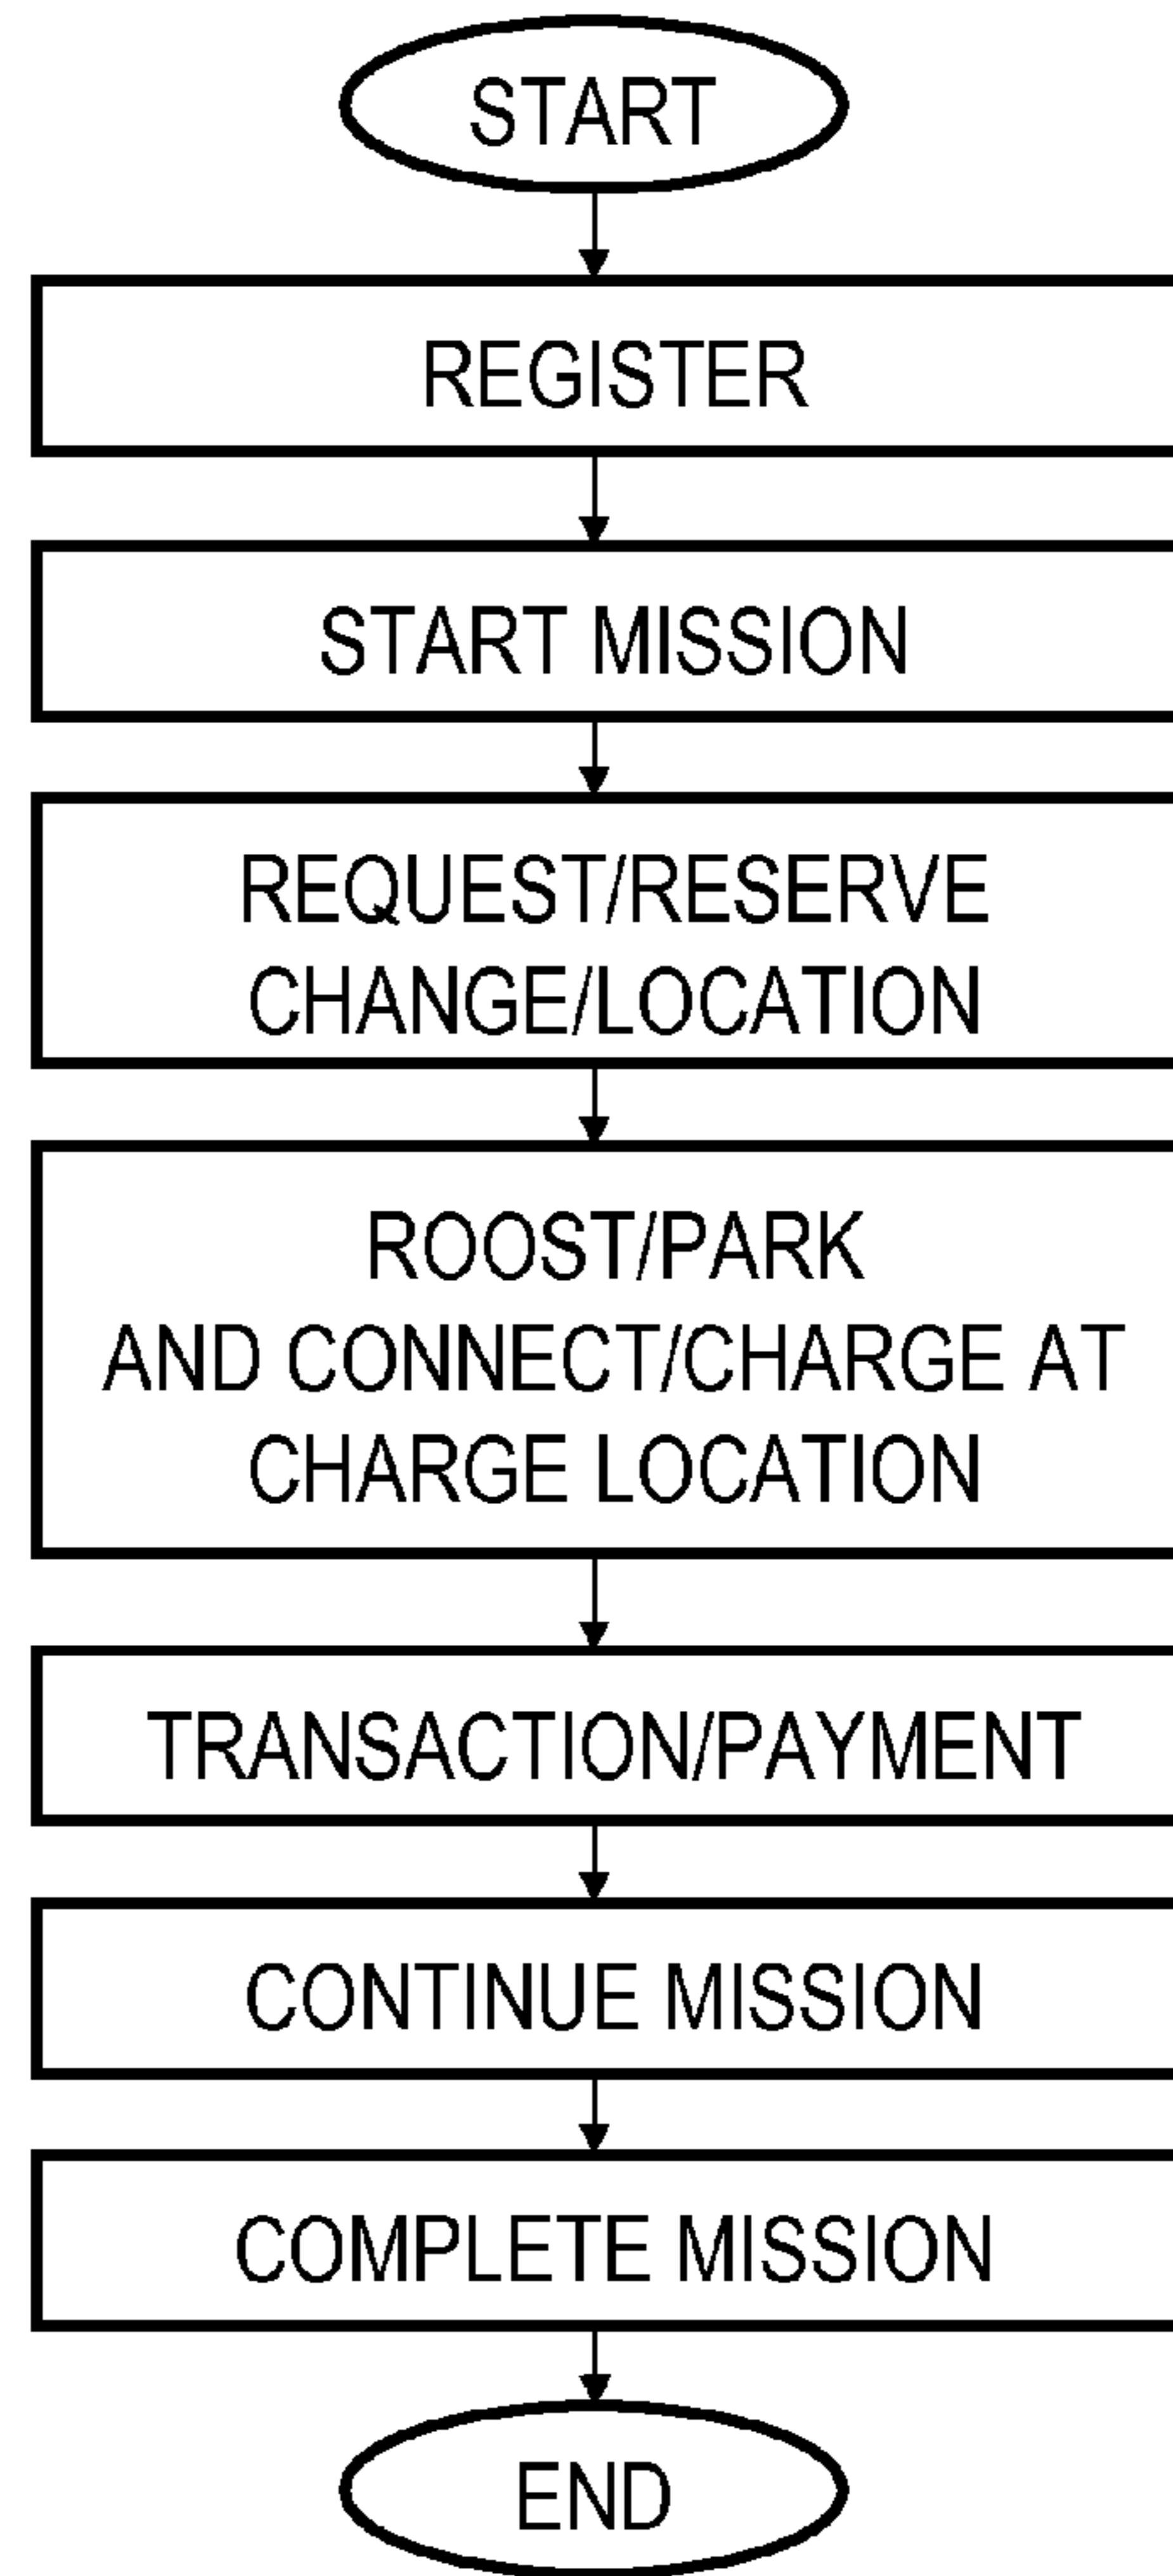 START
REGISTER
START MISSION
REQUEST/RESERVE
CHANGE/LOCATION
ROOST/PARK
AND CONNECT/CHARGE AT
CHARGE LOCATION
TRANSACTION/PAYMENT
CONTINUE MISSION
COMPLETE MISSION
END